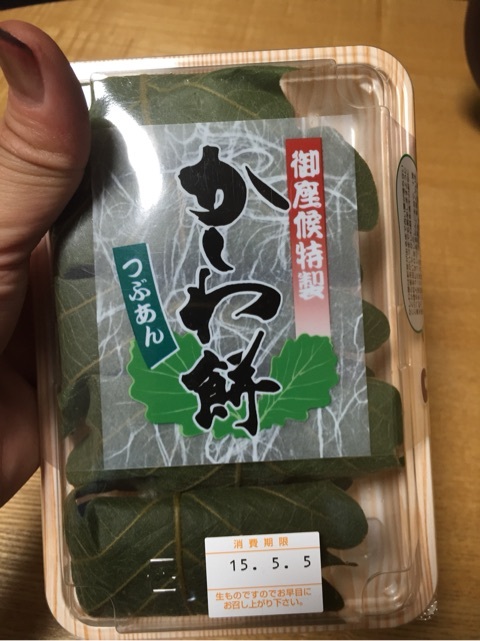 御座候特製
かしわ餅
つぶあん
消費期限
15. 5. 5
生ものですのでお早目に
お召し上がり下さい。